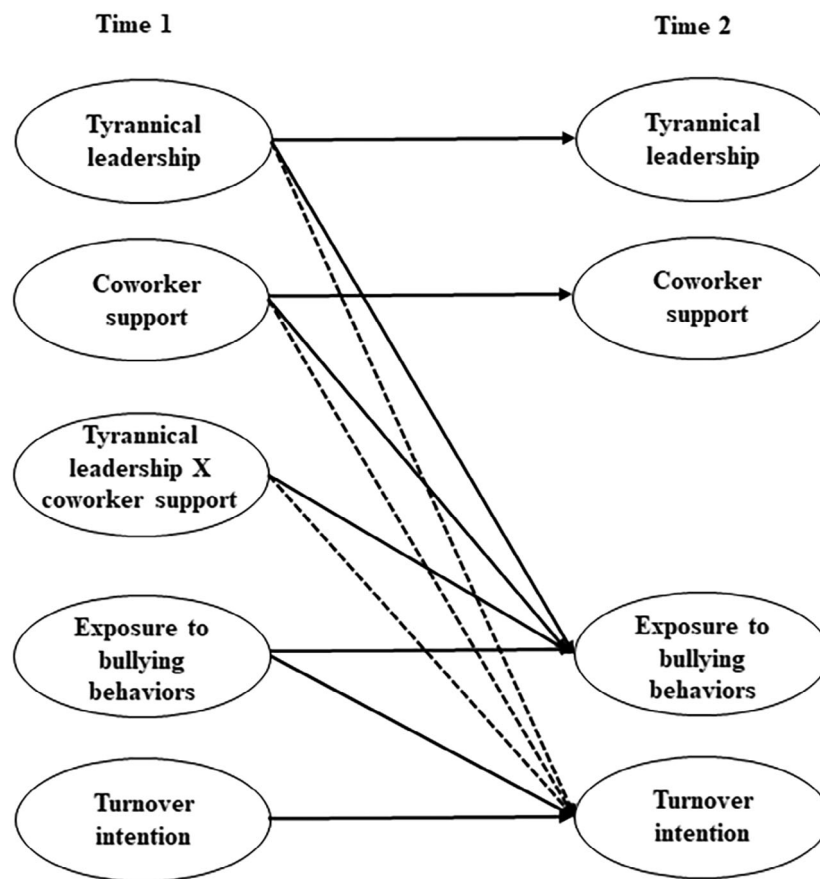 Time 1
Time 2
Tyrannical
leadership
Tyrannical
leadership
Coworker
support
Coworker
support
Tyrannical
leadership X
coworker support
Exposure to
bullying
behaviors
Exposure to
bullying
behaviors
Turnover
intention
Turnover
intention